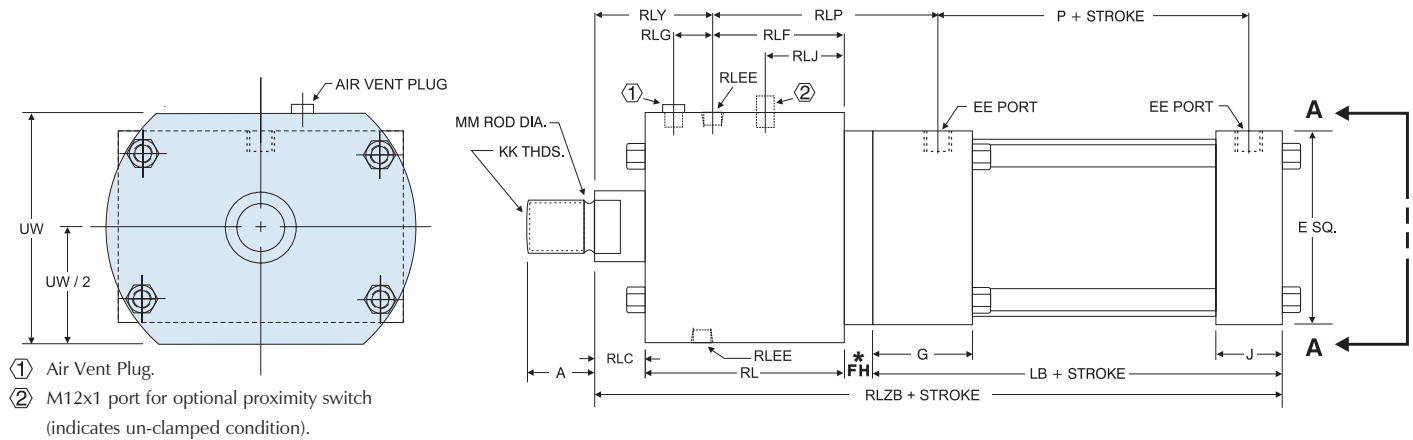 RLY
RLP
P + STROKE
RLG
RLF
RLJ
AIR VENT PLUG
1
RLEE
2
EE PORT
EE PORT
A
MM ROD DIA.
KK THDS.
UW
E SQ.
UW / 2
A
RLC
RLEE
*
A
RL
FH
G
J
LB + STROKE
RLZB + STROKE
1 Air Vent Plug.
2 M12x1 port for optional proximity switch
(indicates un-clamped condition).